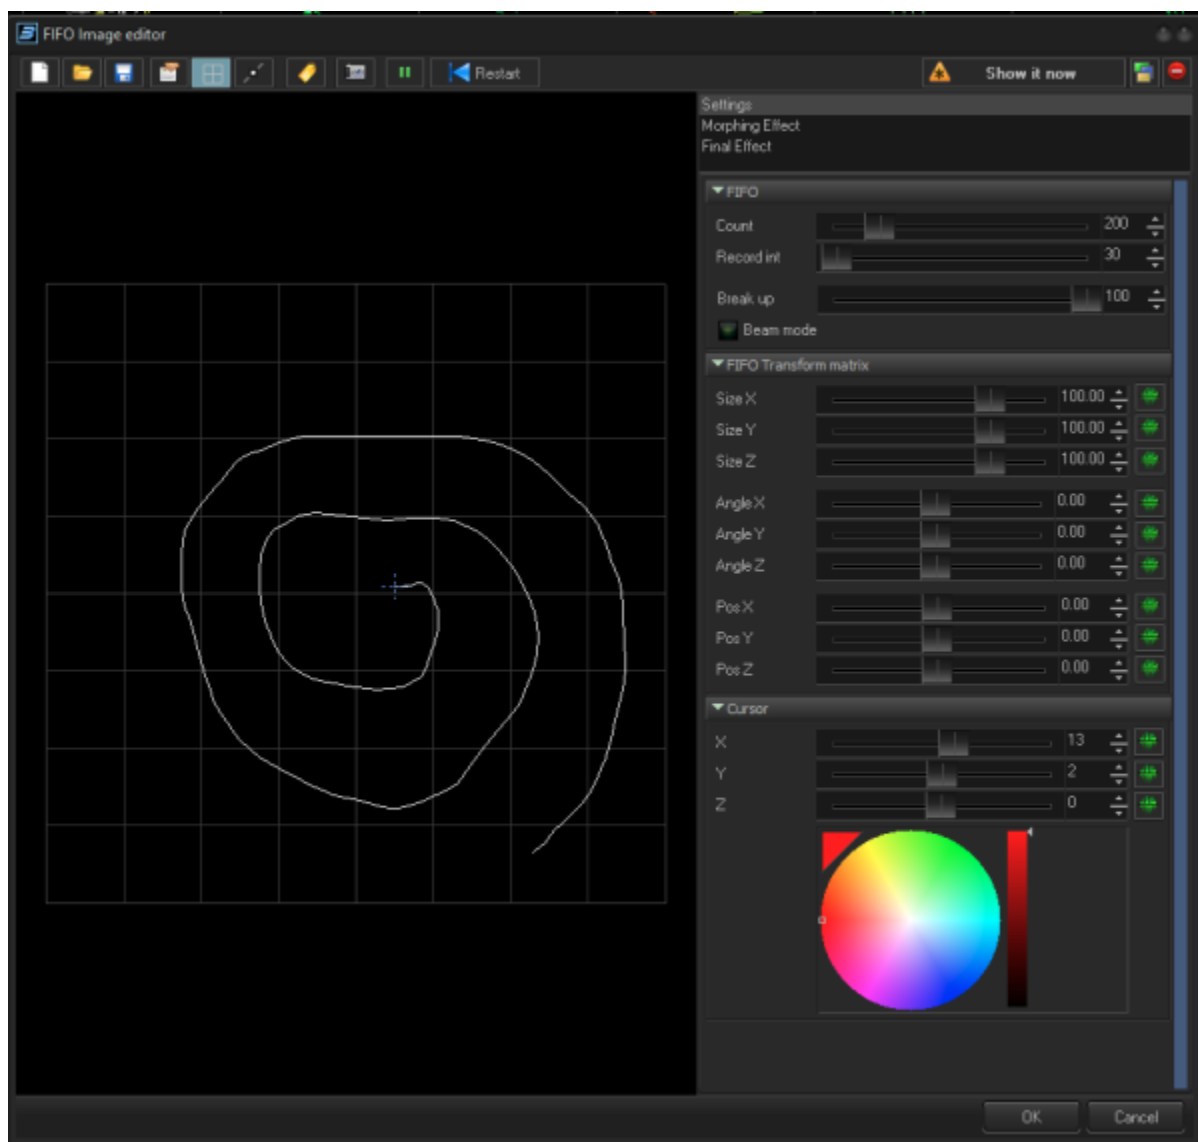 FIFO Image editor
Restart
Show it now
Settings
Morphing Effect
Final Effect
FIFO
Count 200
Record int 30
Break up 100
Beam mode
FIFO Transform matrix
Size X 100.00
Size Y 100.00
Size Z 100.00
Angle X 0.00
Angle Y 0.00
Angle Z 0.00
Pos X 0.00
Pos Y 0.00
Pos Z 0.00
Cursor
X 13
Y 2
Z 0
OK Cancel